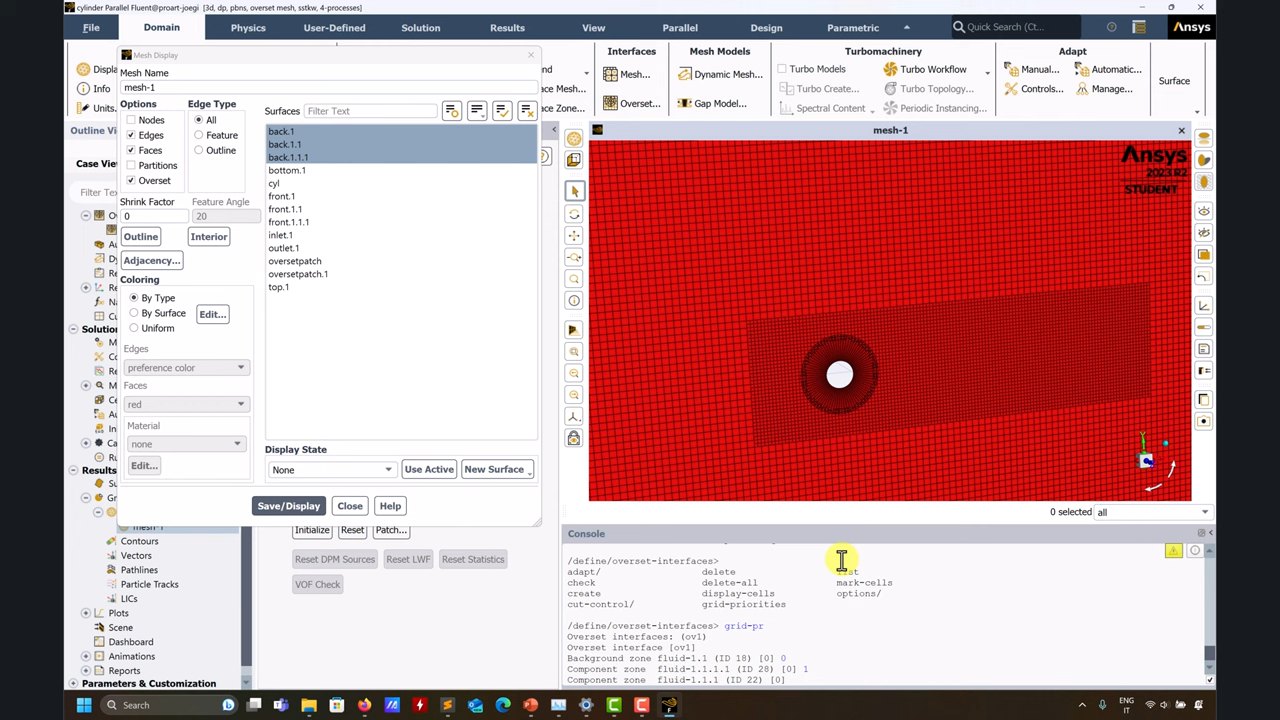 cylinder Parallel Fluent@proart-joegi [3d, dp, pbns, overset mesh, sstkw, 4-processes]
File Domain Physics User-Defined Solution Results View Parallel Design Parametric Quick Search (Ct... Ansys
Interfaces Mesh Models Turbomachinery Adapt
Displa
Info
Units.
Mesh...
Overset...
Dynamic Mesh...
Gap Model...
Turbo Models
Turbo Create...
Spectral Content
Turbo Workflow
Turbo Topology...
Periodic Instancing...
Manual...
Controls...
Automatic...
Manage...
Surface
Outline View
Case View
Filter Text
Mesh Display
Mesh Name
mesh-1
Options
Nodes
Edges
Faces
Partitions
Overset
Edge Type
All
Feature
Outline
Shrink Factor
0
Feature Angle
20
Outline Interior
Adjacency...
Coloring
By Type
By Surface
Uniform
Edit...
Edges
preference color
Faces
red
Material
none
Edit...
Surfaces Filter Text
back.1
back.1.1
back.1.1.1
bottom.1
cyl
front.1
front.1.1
front.1.1.1
inlet.1
outlet.1
oversetpatch
oversetpatch.1
top.1
Display State
None Use Active New Surface
Save/Display Close Help
Solution
Results
mesh-1
Contours
Vectors
Pathlines
Particle Tracks
LICs
Plots
Scene
Dashboard
Animations
Reports
Parameters & Customization
Initialize Reset Patch...
Reset DPM Sources Reset LWF Reset Statistics
VOF Check
mesh-1
Ansys
2023 R2
STUDENT
0 selected all
Console
/define/overset-interfaces>
adapt/ delete
check delete-all mark-cells
create display-cells options/
cut-control/ grid-priorities
/define/overset-interfaces> grid-pr
Overset interfaces: (ov1)
Overset interface [ov1]
Background zone fluid-1.1 (ID 18) [0] 0
Component zone fluid-1.1.1.1 (ID 28) [0] 1
Component zone fluid-1.1.1 (ID 22) [0]
Search
ENG
IT